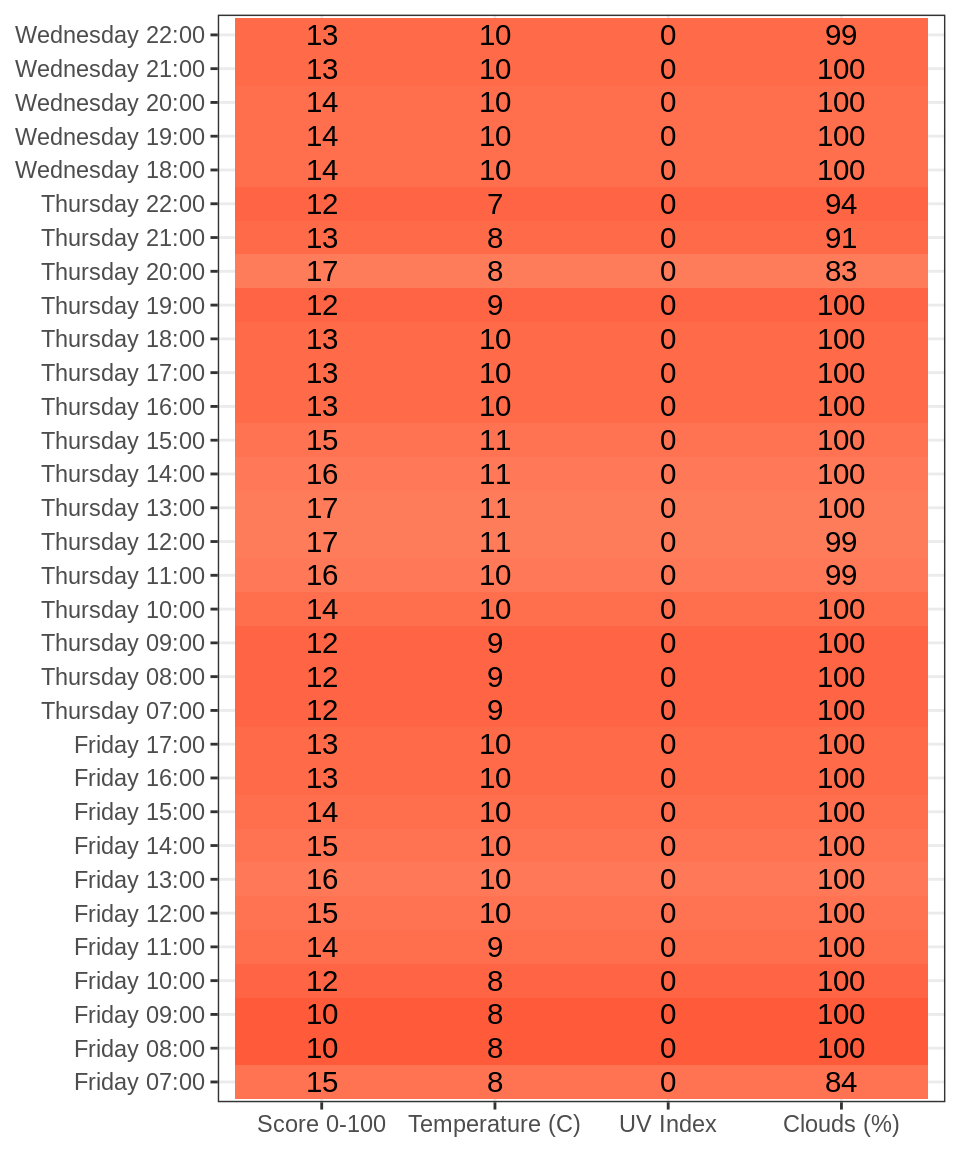 Wednesday 22:00 13 10 0 99
Wednesday 21:00 13 10 0 100
Wednesday 20:00 14 10 0 100
Wednesday 19:00 14 10 0 100
Wednesday 18:00 14 10 0 100
Thursday 22:00 12 7 0 94
Thursday 21:00 13 8 0 91
Thursday 20:00 17 8 0 83
Thursday 19:00 12 9 0 100
Thursday 18:00 13 10 0 100
Thursday 17:00 13 10 0 100
Thursday 16:00 13 10 0 100
Thursday 15:00 15 11 0 100
Thursday 14:00 16 11 0 100
Thursday 13:00 17 11 0 100
Thursday 12:00 17 11 0 99
Thursday 11:00 16 10 0 99
Thursday 10:00 14 10 0 100
Thursday 09:00 12 9 0 100
Thursday 08:00 12 9 0 100
Thursday 07:00 12 9 0 100
Friday 17:00 13 10 0 100
Friday 16:00 13 10 0 100
Friday 15:00 14 10 0 100
Friday 14:00 15 10 0 100
Friday 13:00 16 10 0 100
Friday 12:00 15 10 0 100
Friday 11:00 14 9 0 100
Friday 10:00 12 8 0 100
Friday 09:00 10 8 0 100
Friday 08:00 10 8 0 100
Friday 07:00 15 8 0 84
Score 0-100 Temperature (C) UV Index Clouds (%)